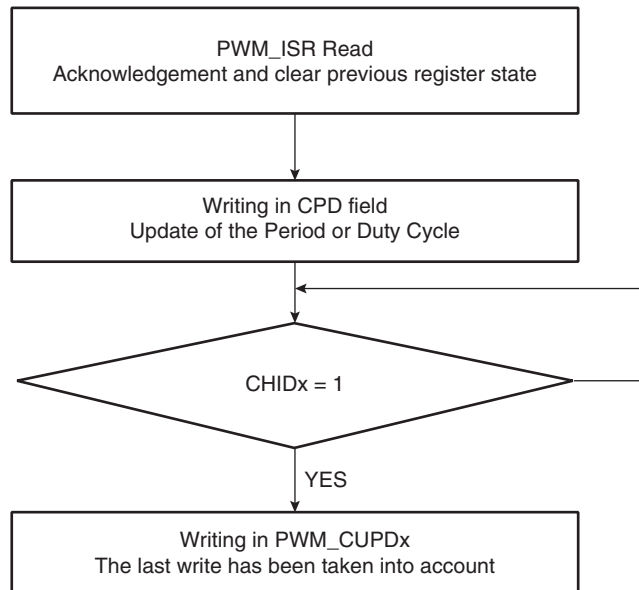 PWM_ISR Read
Acknowledgement and clear previous register state
Writing in CPD field
Update of the Period or Duty Cycle
CHIDx = 1
YES
Writing in PWM_CUPDx
The last write has been taken into account